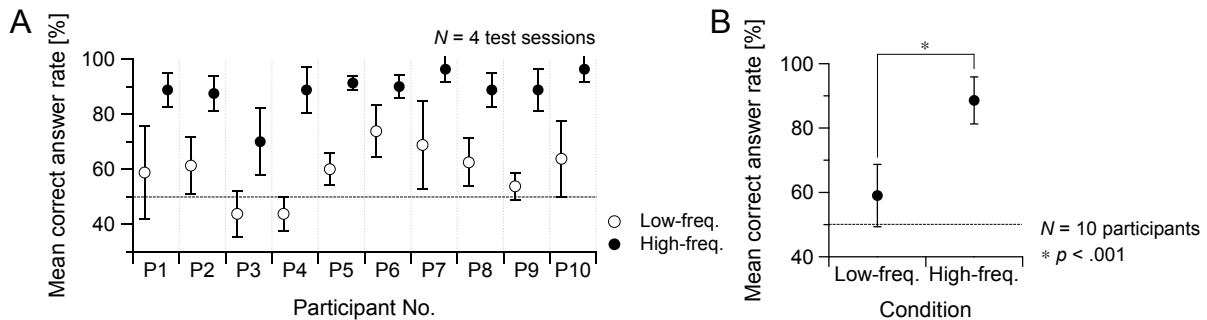 A
Mean correct answer rate [%]
N = 4 test sessions
100
80
60
40
P1 P2 P3 P4 P5 P6 P7 P8 P9 P10
Participant No.
Low-freq.
High-freq.
B
Mean correct answer rate [%]
*
100
80
60
40
Low-freq. High-freq.
Condition
N = 10 participants
* p < .001